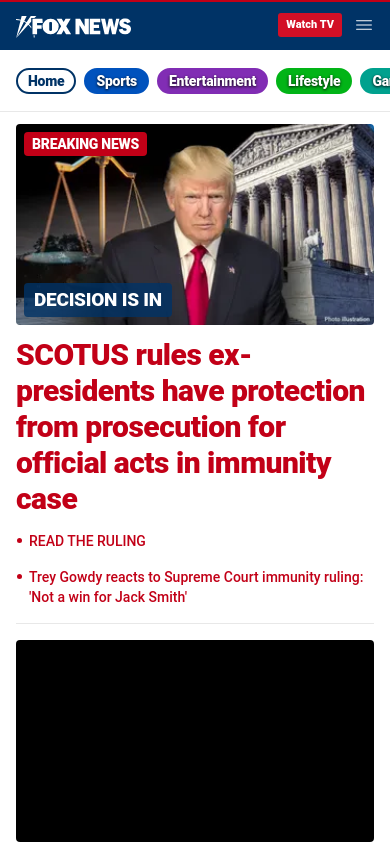 FOX NEWS
Watch TV
Home
Sports
Entertainment
Lifestyle
Ga
BREAKING NEWS
DECISION IS IN
Photo Illustration
SCOTUS rules ex-
presidents have protection
from prosecution for
official acts in immunity
case
• READ THE RULING
• Trey Gowdy reacts to Supreme Court immunity ruling:
'Not a win for Jack Smith'